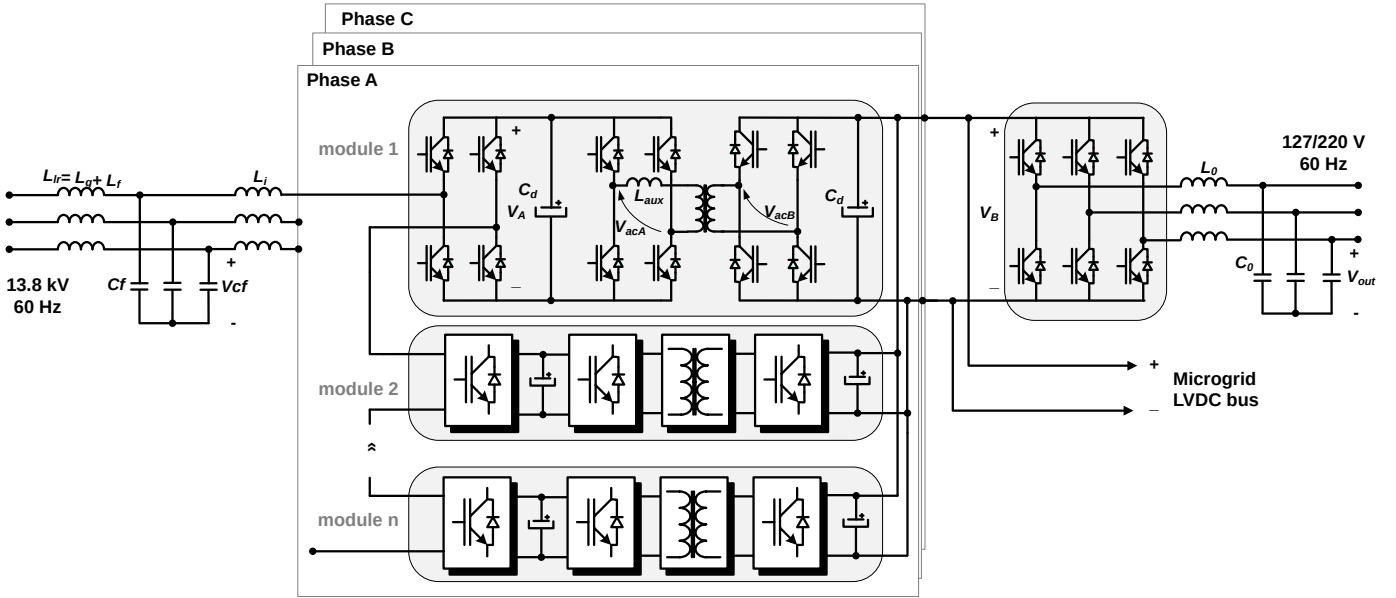 Phase C
Phase B
Phase A
module 1
L_lr= L_g+ L_f
L_i
C_d
V_A
+
_
L_aux
V_acA
V_acB
C_d
+
V_B
_
127/220 V
60 Hz
L_0
C_0
+
V_out
-
13.8 kV
60 Hz
Cf
+
Vcf
-
module 2
+
_
Microgrid
LVDC bus
module n